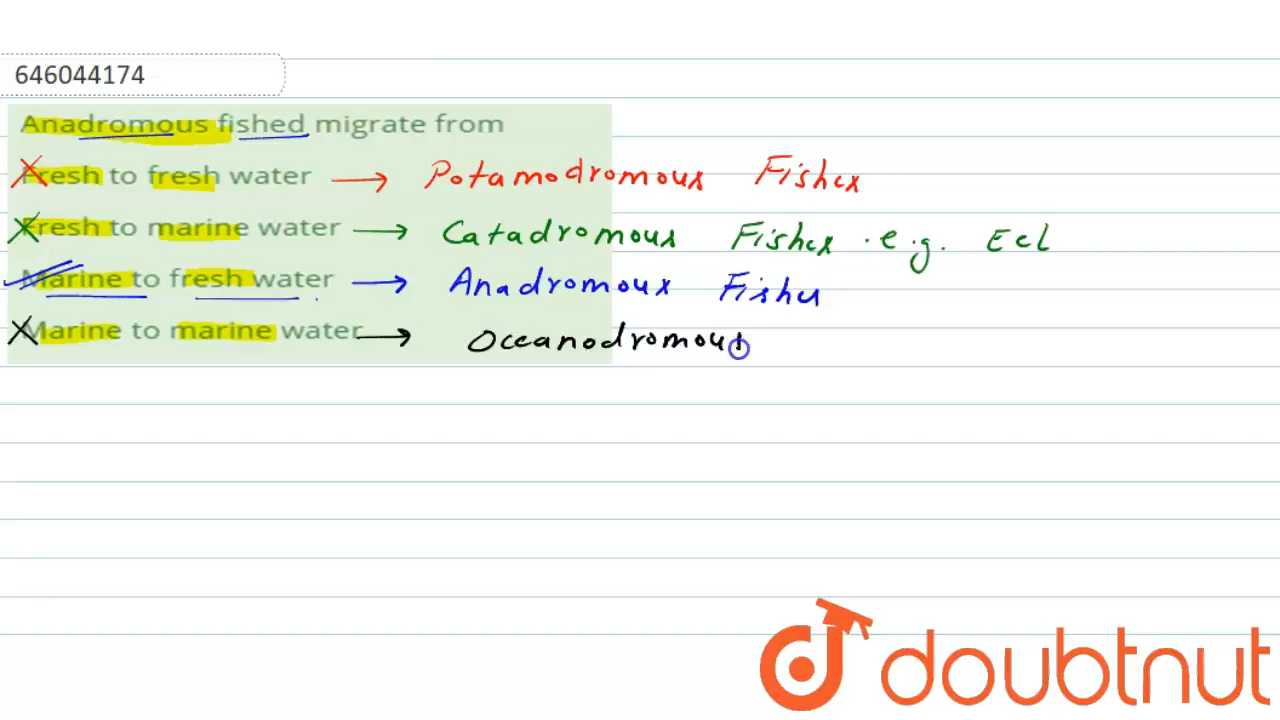 646044174
Anadromous fished migrate from
Fresh to fresh water → Potamodromous Fishes
Fresh to marine water → Catadromous Fishes . e.g. Eel
Marine to fresh water → Anadromous Fishes
Marine to marine water → Oceanodromous
doubtnut